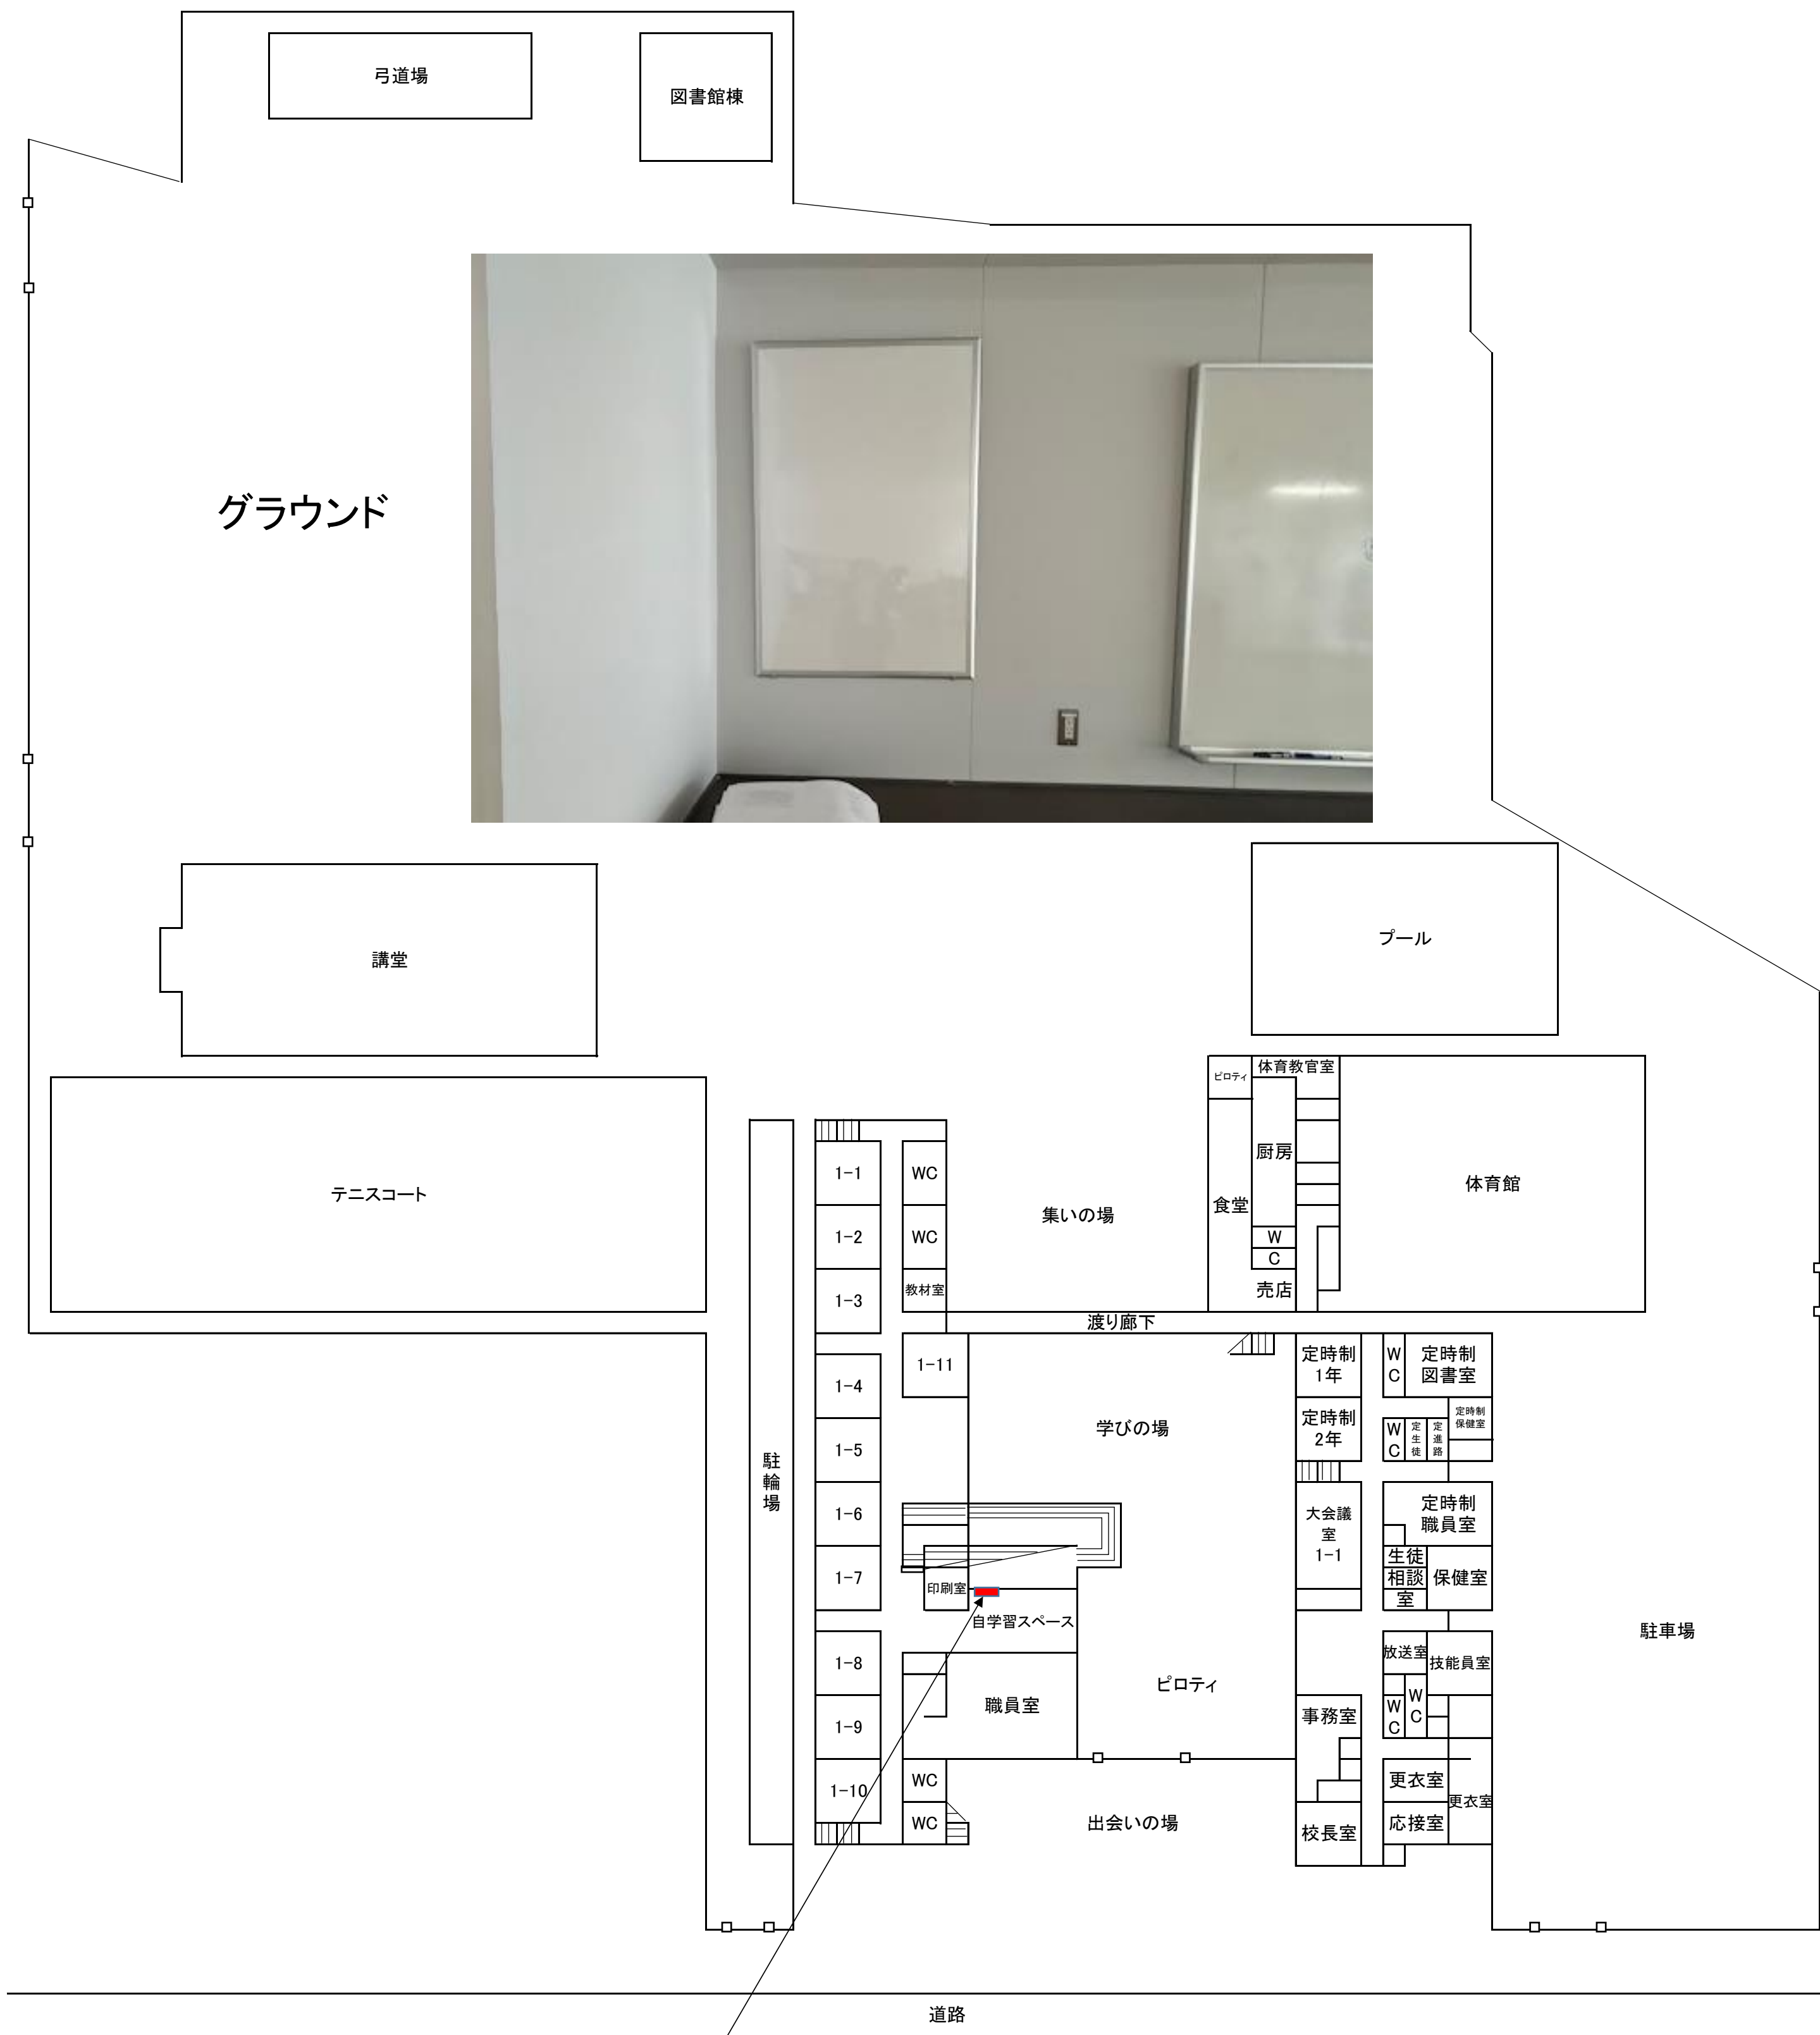 弓道場
図書館棟
グラウンド
プール
講堂
体育教官室
ピロティ
厨房
1-1
WC
体育館
テニスコート
食堂
集いの場
1-2
WC
W
C
売店
教材室
1-3
渡り廊下
定時制
1年
W
C
定時制
図書室
1-11
1-4
定時制
保健室
定時制
2年
学びの場
W
C
定
生
徒
定
進
路
1-5
駐
輪
場
定時制
職員室
大会議
室
1-1
1-6
生徒
相談
室
保健室
1-7
印刷室
自学習スペース
駐車場
放送室
技能員室
1-8
ピロティ
職員室
W
C
W
C
事務室
1-9
更衣室
WC
1-10
更衣室
WC
出会いの場
応接室
校長室
道路